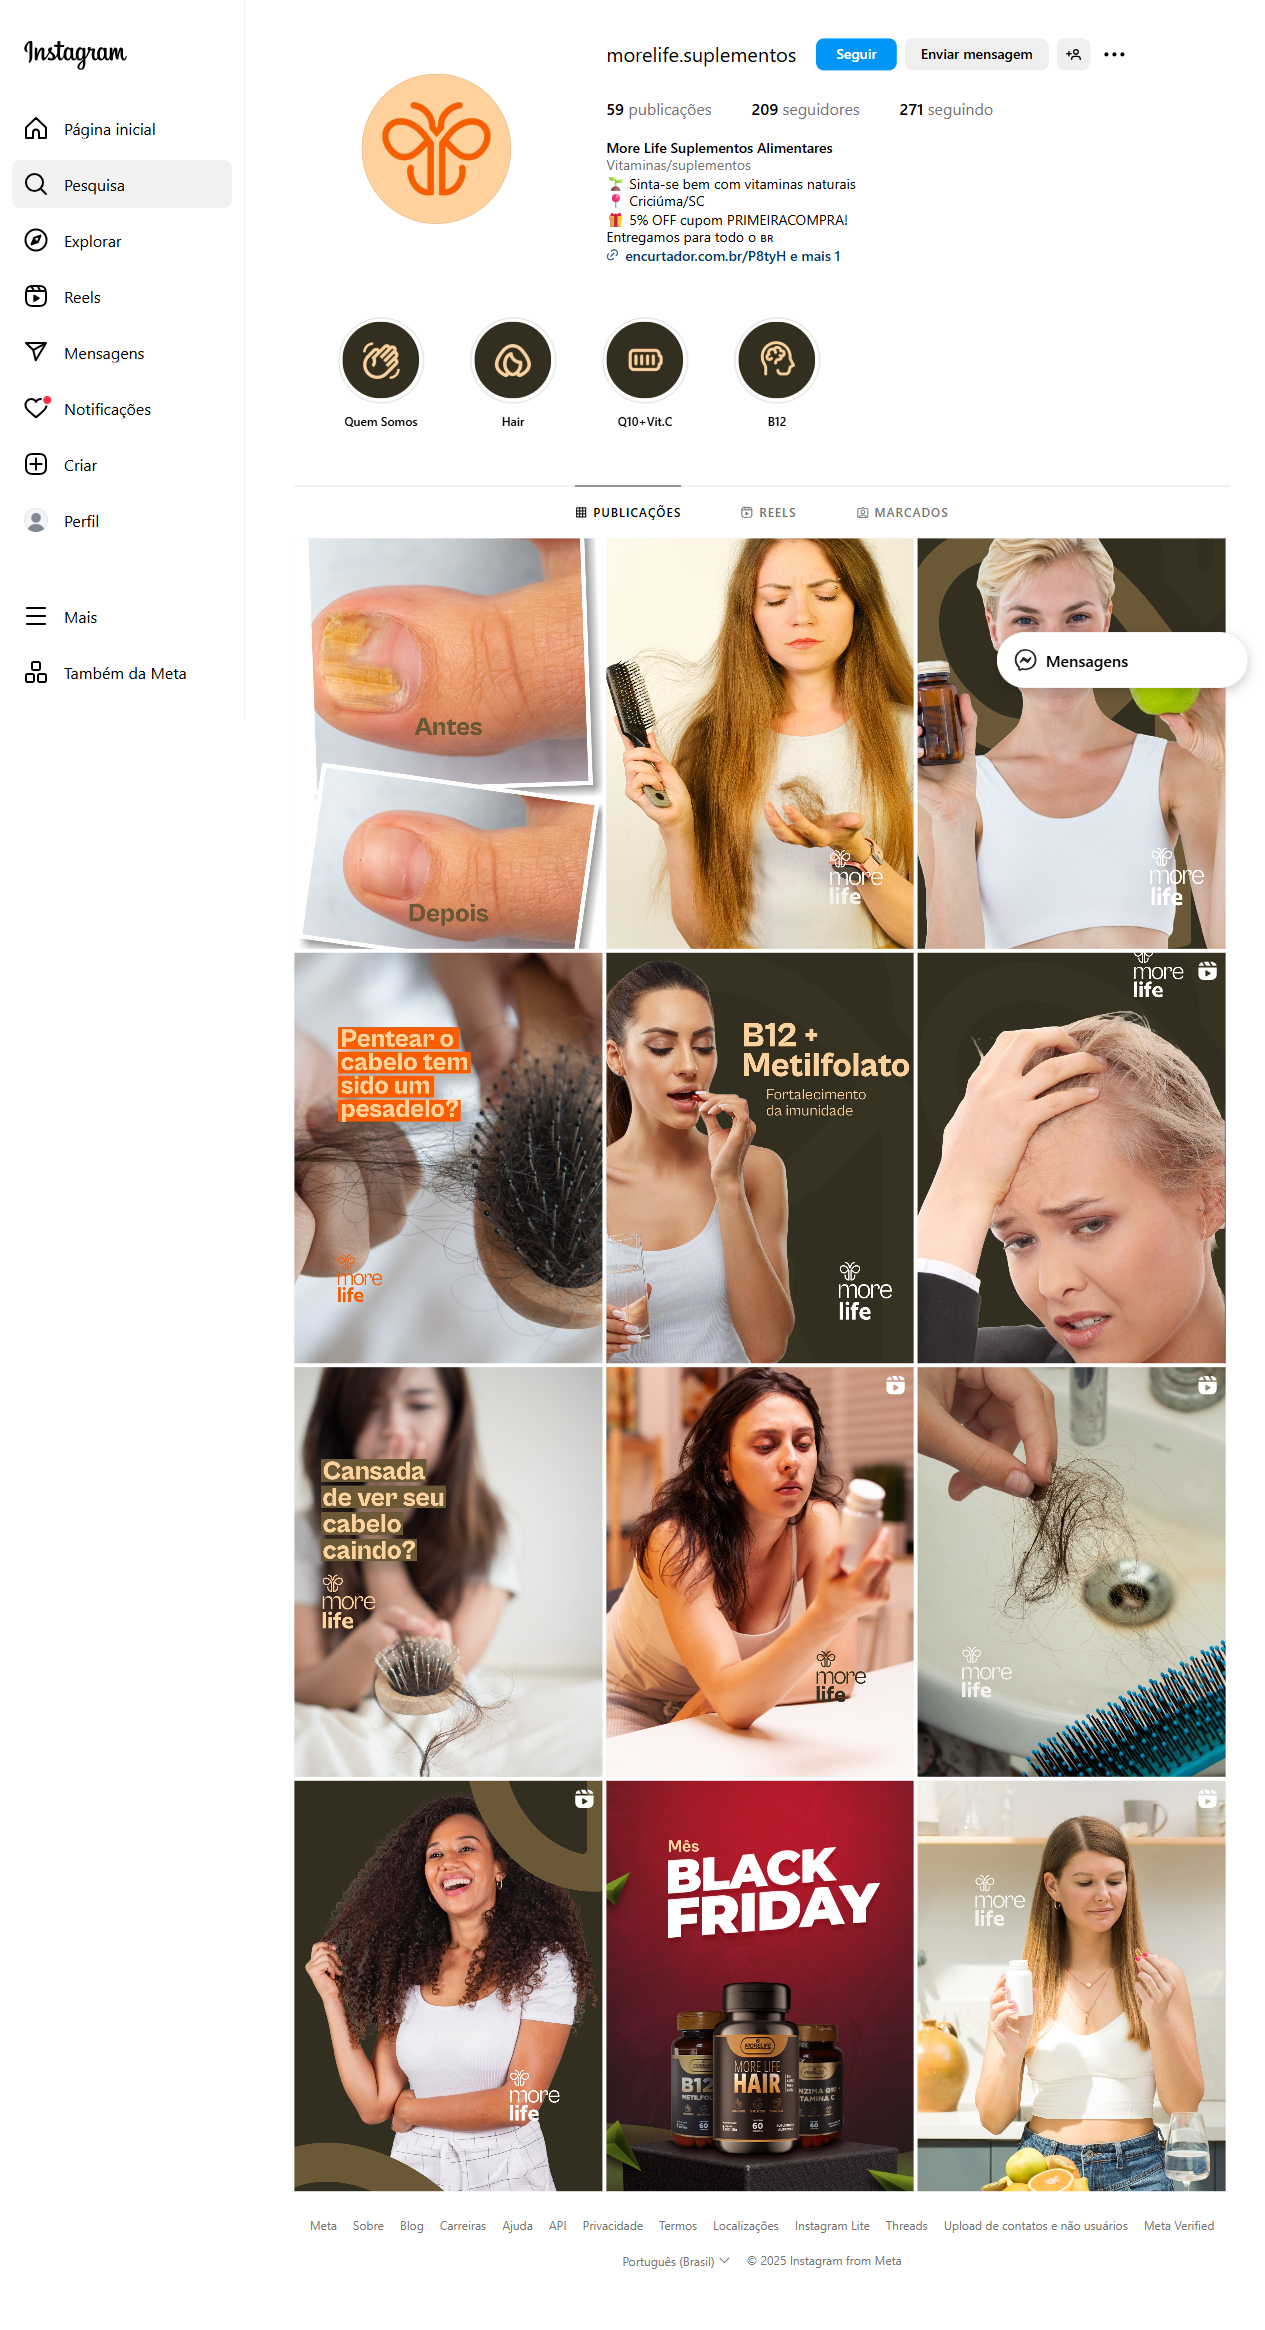 Instagram
Página inicial
Pesquisa
Explorar
Reels
Mensagens
Notificações
Criar
Perfil
Mais
Também da Meta
morelife.suplementos Seguir Enviar mensagem
59 publicações 209 seguidores 271 seguindo
More Life Suplementos Alimentares
Vitaminas/suplementos
🌱 Sinta-se bem com vitaminas naturais
📍 Criciúma/SC
🎁 5% OFF cupom PRIMEIRACOMPRA!
Entregamos para todo o BR
encurtador.com.br/P8tyH e mais 1
Quem Somos Hair Q10+Vit.C B12
PUBLICAÇÕES REELS MARCADOS
Antes
Depois
more
life
Mensagens
more
life
Pentear o
cabelo tem
sido um
pesadelo?
more
life
B12 +
Metilfolato
Fortalecimento
da imunidade
more
life
more
life
Cansada
de ver seu
cabelo
caindo?
more
life
more
life
more
life
more
life
Mês
BLACK
FRIDAY
MORELIFE
MORE LIFE
HAIR
60
B12
more
life
Meta Sobre Blog Carreiras Ajuda API Privacidade Termos Localizações Instagram Lite Threads Upload de contatos e não usuários Meta Verified
Português (Brasil) © 2025 Instagram from Meta